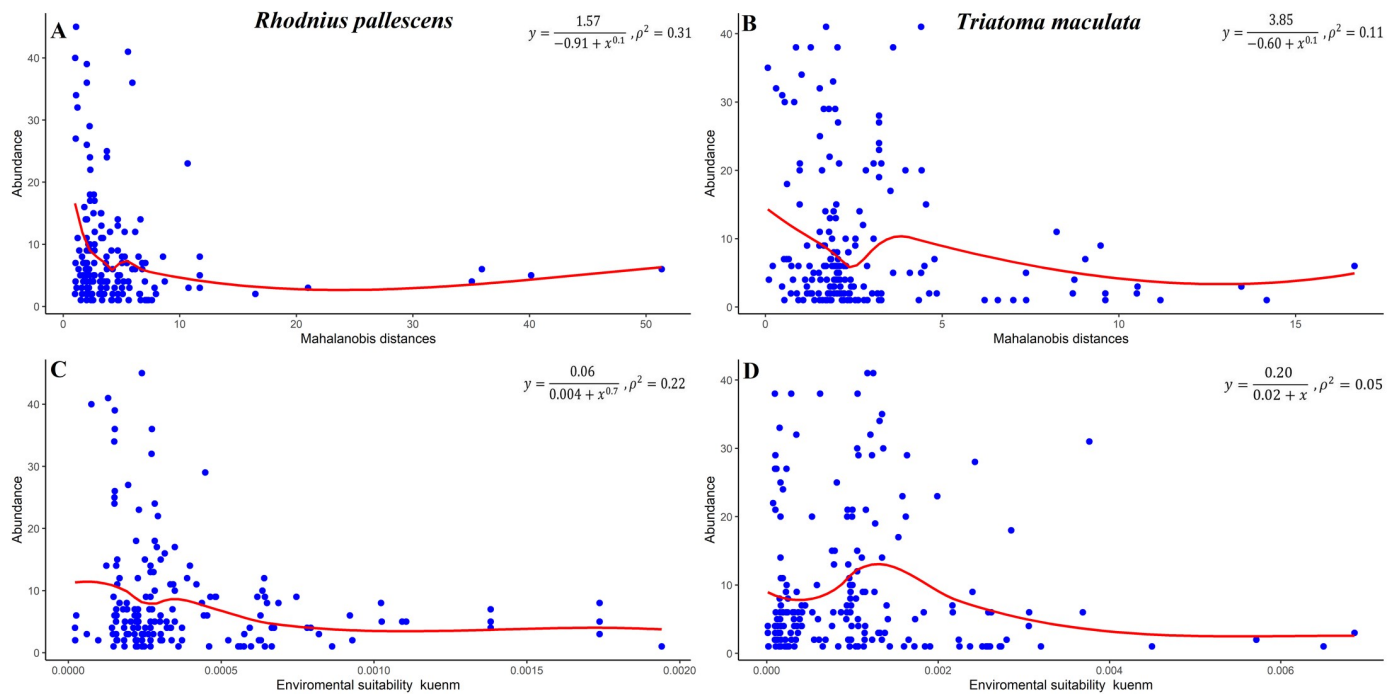 Rhodnius pallescens
Triatoma maculata
A
y = 1.57 / (−0.91 + x^0.1) , ρ² = 0.31
40
30
20
10
0
Abundance
0 10 20 30 40 50
Mahalanobis distances
B
y = 3.85 / (−0.60 + x^0.1) , ρ² = 0.11
40
30
20
10
0
Abundance
0 5 10 15
Mahalanobis distances
C
y = 0.06 / (0.004 + x^0.7) , ρ² = 0.22
40
30
20
10
0
Abundance
0.0000 0.0005 0.0010 0.0015 0.0020
Enviromental suitability kuenm
D
y = 0.20 / (0.02 + x) , ρ² = 0.05
40
30
20
10
0
Abundance
0.000 0.002 0.004 0.006
Enviromental suitability kuenm